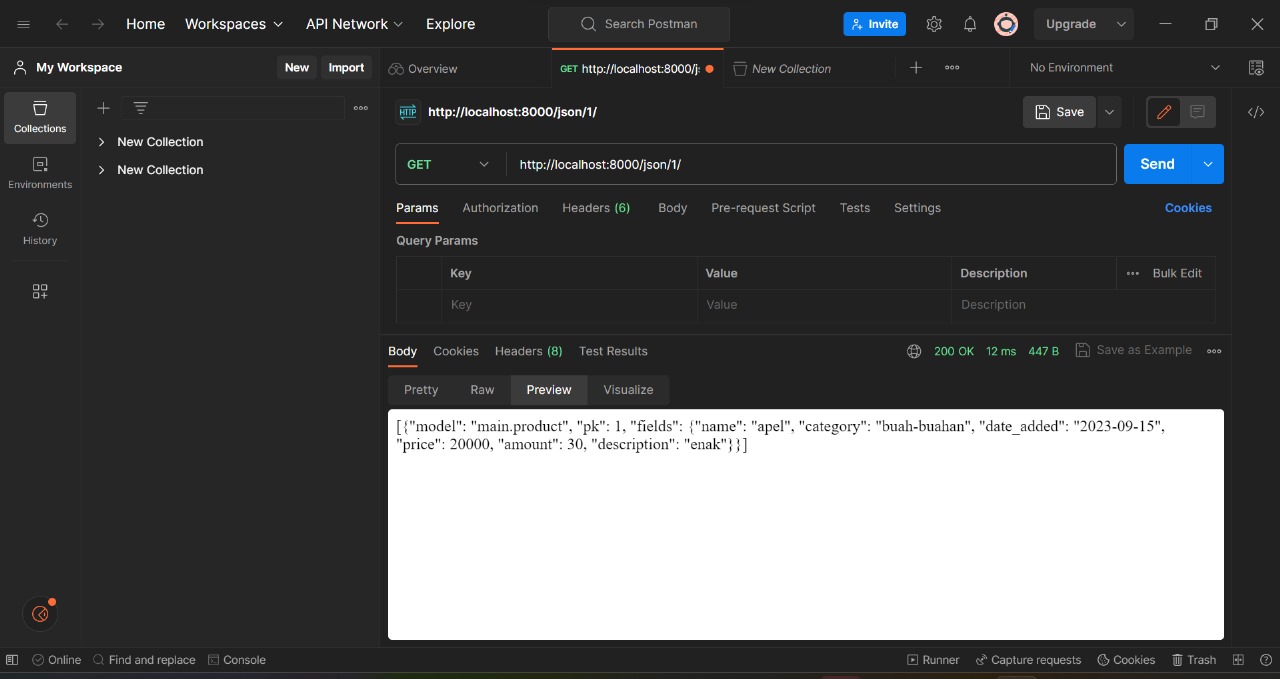 Home Workspaces API Network Explore Search Postman Invite Upgrade
My Workspace New Import Overview GET http://localhost:8000/j New Collection No Environment
Collections
Environments
History
New Collection
New Collection
HTTP http://localhost:8000/json/1/ Save
GET http://localhost:8000/json/1/ Send
Params Authorization Headers (6) Body Pre-request Script Tests Settings Cookies
Query Params
Key Value Description Bulk Edit
Key Value Description
Body Cookies Headers (8) Test Results 200 OK 12 ms 447 B Save as Example
Pretty Raw Preview Visualize
[{"model": "main.product", "pk": 1, "fields": {"name": "apel", "category": "buah-buahan", "date_added": "2023-09-15",
"price": 20000, "amount": 30, "description": "enak"}}]
Online Find and replace Console Runner Capture requests Cookies Trash